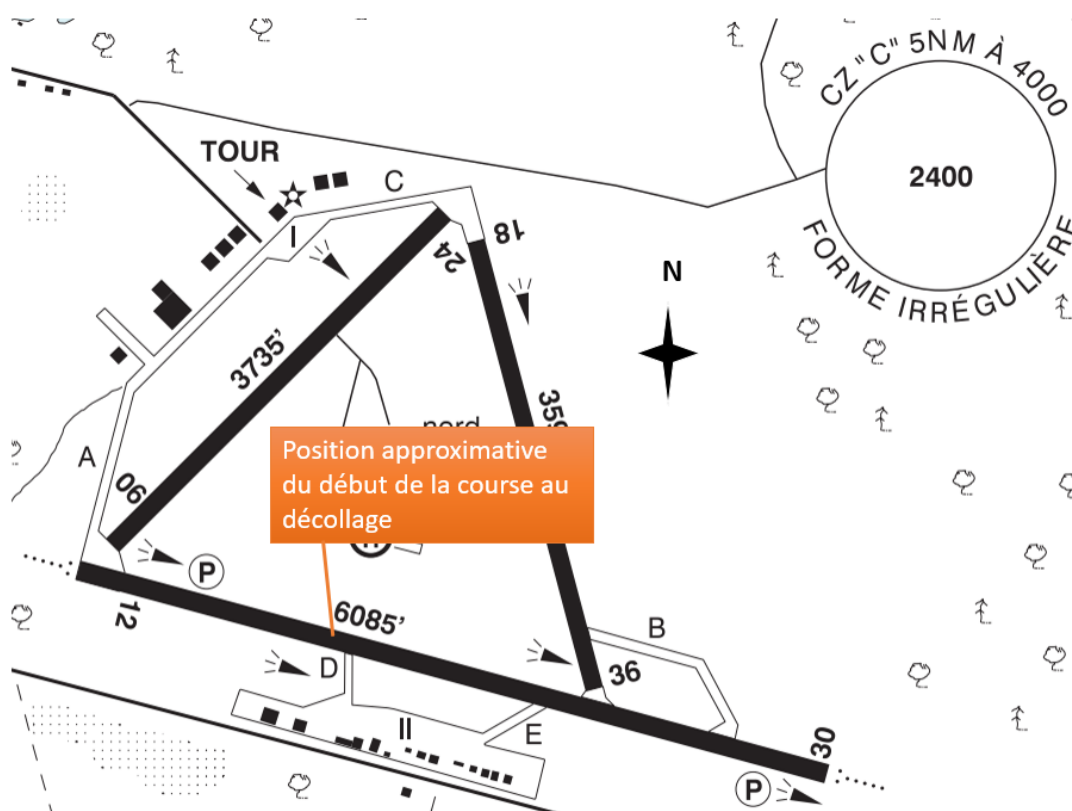 CZ "C" 5NM À 4000
2400
FORME IRRÉGULIÈRE
TOUR
C
I
18
24
N
3735'
A
06
Position approximative
du début de la course au
décollage
P
12
6085'
B
D
36
II
E
30
P